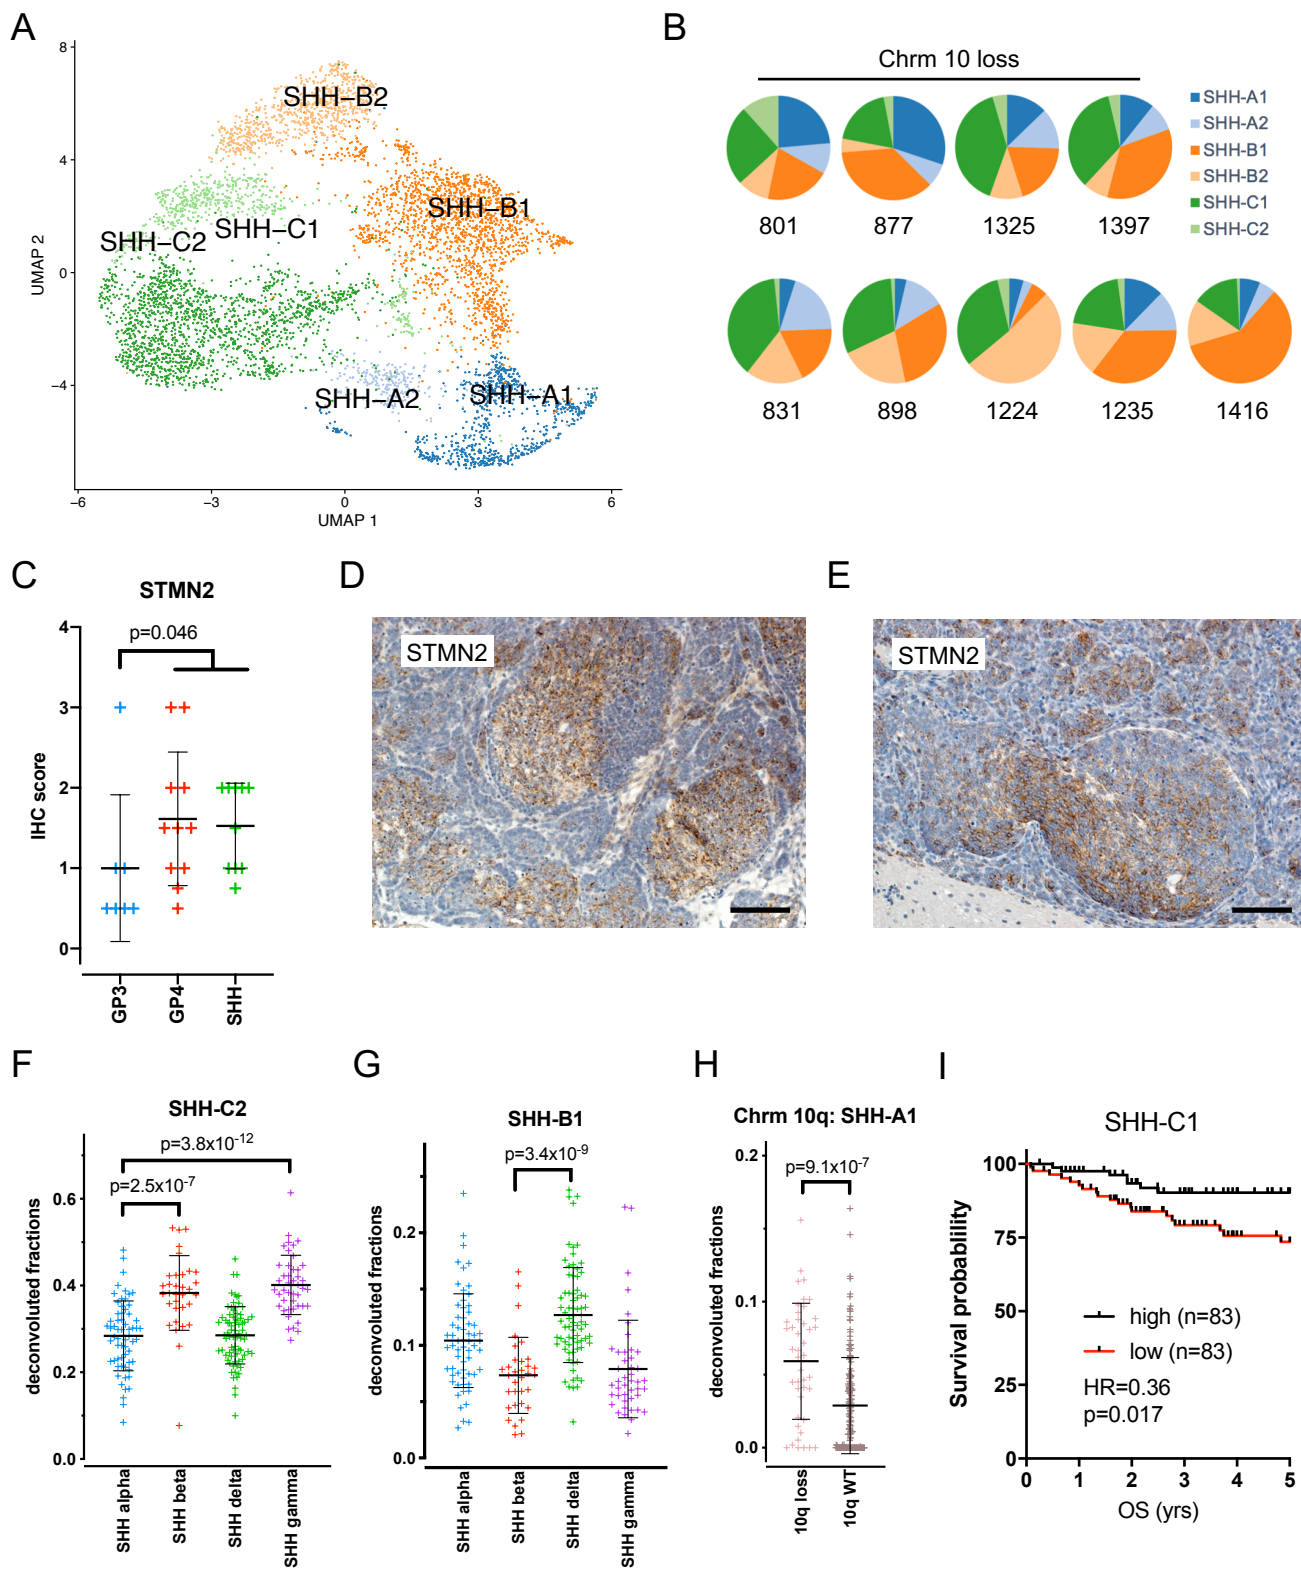 A
8
4
0
−4
UMAP 2
−6
−3
0
3
6
UMAP 1
SHH−B2
SHH−B1
SHH−C1
SHH−C2
SHH−A2
SHH−A1
B
Chrm 10 loss
801
877
1325
1397
SHH-A1
SHH-A2
SHH-B1
SHH-B2
SHH-C1
SHH-C2
831
898
1224
1235
1416
C
STMN2
p=0.046
4
3
2
1
0
IHC score
GP3
GP4
SHH
D
STMN2
E
STMN2
F
SHH-C2
p=3.8x10-12
p=2.5x10-7
0.6
0.4
0.2
0.0
deconvoluted fractions
SHH alpha
SHH beta
SHH delta
SHH gamma
G
SHH-B1
p=3.4x10-9
0.2
0.1
0.0
deconvoluted fractions
SHH alpha
SHH beta
SHH delta
SHH gamma
H
Chrm 10q: SHH-A1
p=9.1x10-7
0.2
0.1
0.0
deconvoluted fractions
10q loss
10q WT
I
SHH-C1
100
75
50
25
0
Survival probablility
high (n=83)
low (n=83)
HR=0.36
p=0.017
0
1
2
3
4
5
OS (yrs)